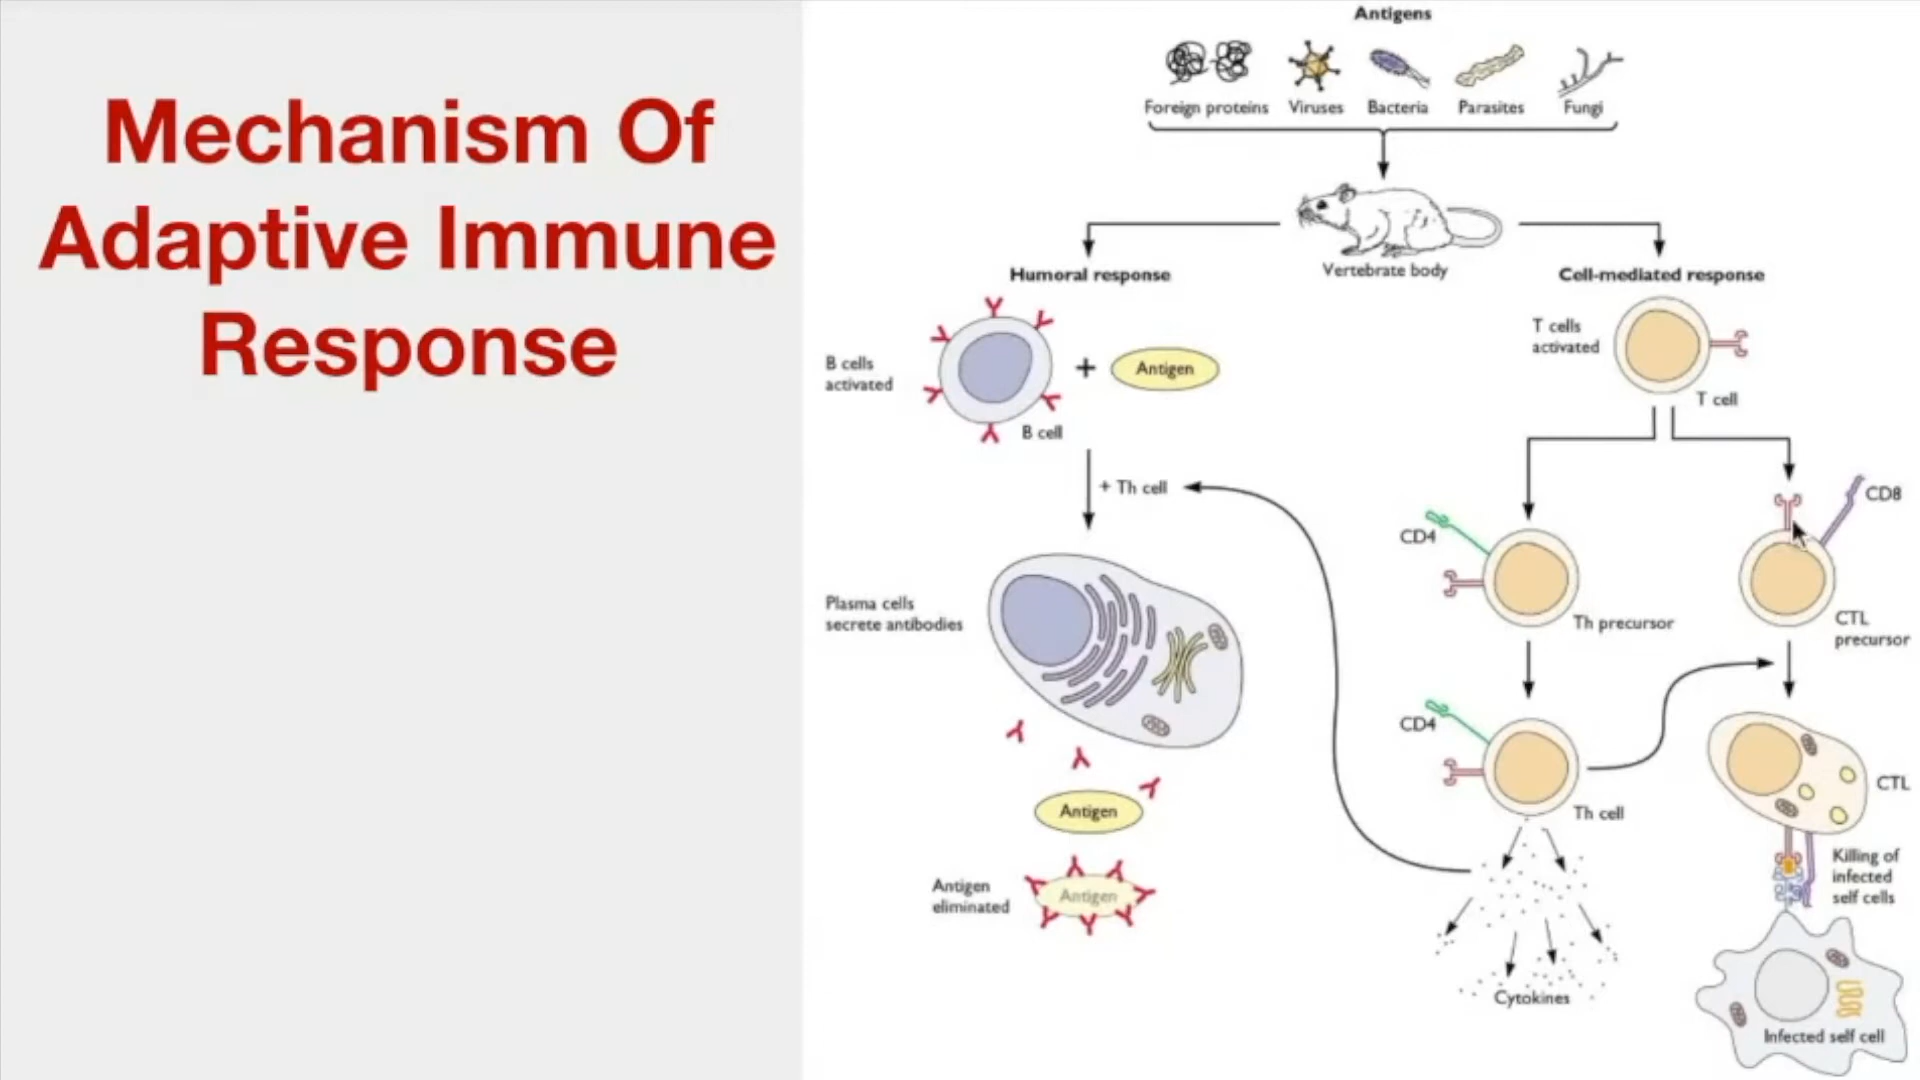 Mechanism Of
Adaptive Immune
Response
Antigens
Foreign proteins
Viruses
Bacteria
Parasites
Fungi
Vertebrate body
Humoral response
B cells
activated
+
Antigen
B cell
+ Th cell
Plasma cells
secrete antibodies
Antigen
Antigen
eliminated
Antigen
Cell-mediated response
T cells
activated
T cell
CD4
Th precursor
CD8
CTL
precursor
CD4
Th cell
Cytokines
CTL
Killing of
infected
self cells
Infected self cell